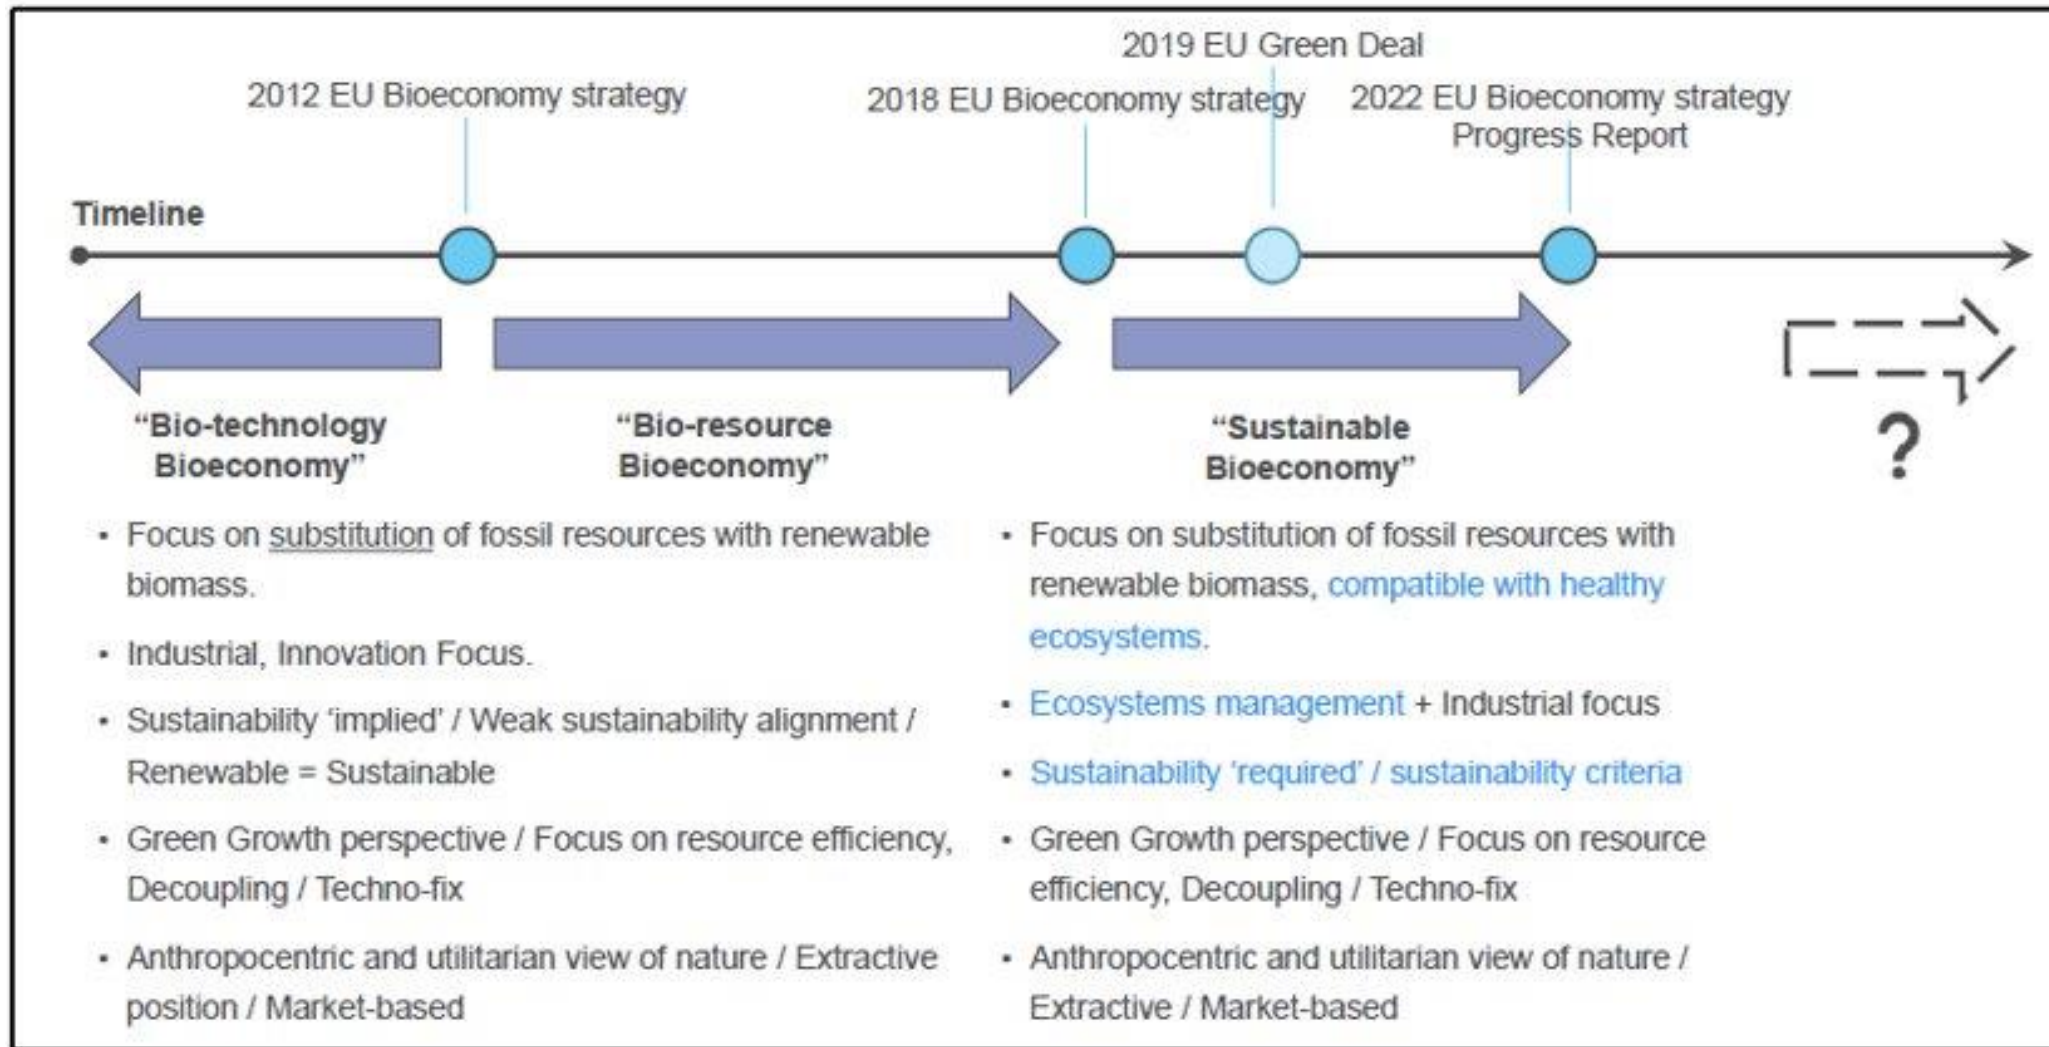 2019 EU Green Deal
2012 EU Bioeconomy strategy
2018 EU Bioeconomy strategy
2022 EU Bioeconomy strategy
Progress Report
Timeline
“Bio-technology
Bioeconomy”
“Bio-resource
Bioeconomy”
“Sustainable
Bioeconomy”
?
• Focus on substitution of fossil resources with renewable
biomass.
• Industrial, Innovation Focus.
• Sustainability ‘implied’ / Weak sustainability alignment /
Renewable = Sustainable
• Green Growth perspective / Focus on resource efficiency,
Decoupling / Techno-fix
• Anthropocentric and utilitarian view of nature / Extractive
position / Market-based
• Focus on substitution of fossil resources with
renewable biomass, compatible with healthy
ecosystems.
• Ecosystems management + Industrial focus
• Sustainability ‘required’ / sustainability criteria
• Green Growth perspective / Focus on resource
efficiency, Decoupling / Techno-fix
• Anthropocentric and utilitarian view of nature /
Extractive / Market-based